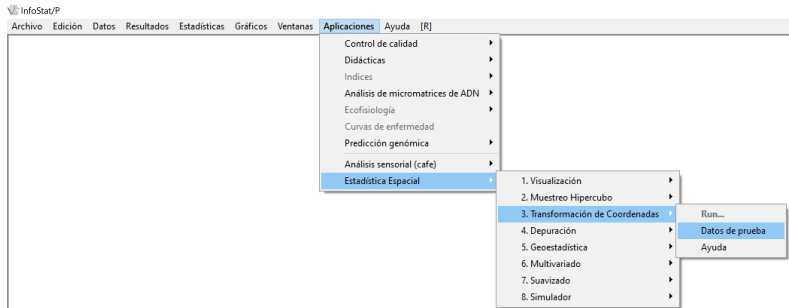 InfoStat/P
Archivo Edición Datos Resultados Estadísticas Gráficos Ventanas Aplicaciones Ayuda [R]
Control de calidad
Didácticas
Indices
Análisis de micromatrices de ADN
Ecofisiología
Curvas de enfermedad
Predicción genómica
Análisis sensorial (cafe)
Estadística Espacial
1. Visualización
2. Muestreo Hipercubo
3. Transformación de Coordenadas
4. Depuración
5. Geoestadística
6. Multivariado
7. Suavizado
8. Simulador
Run...
Datos de prueba
Ayuda